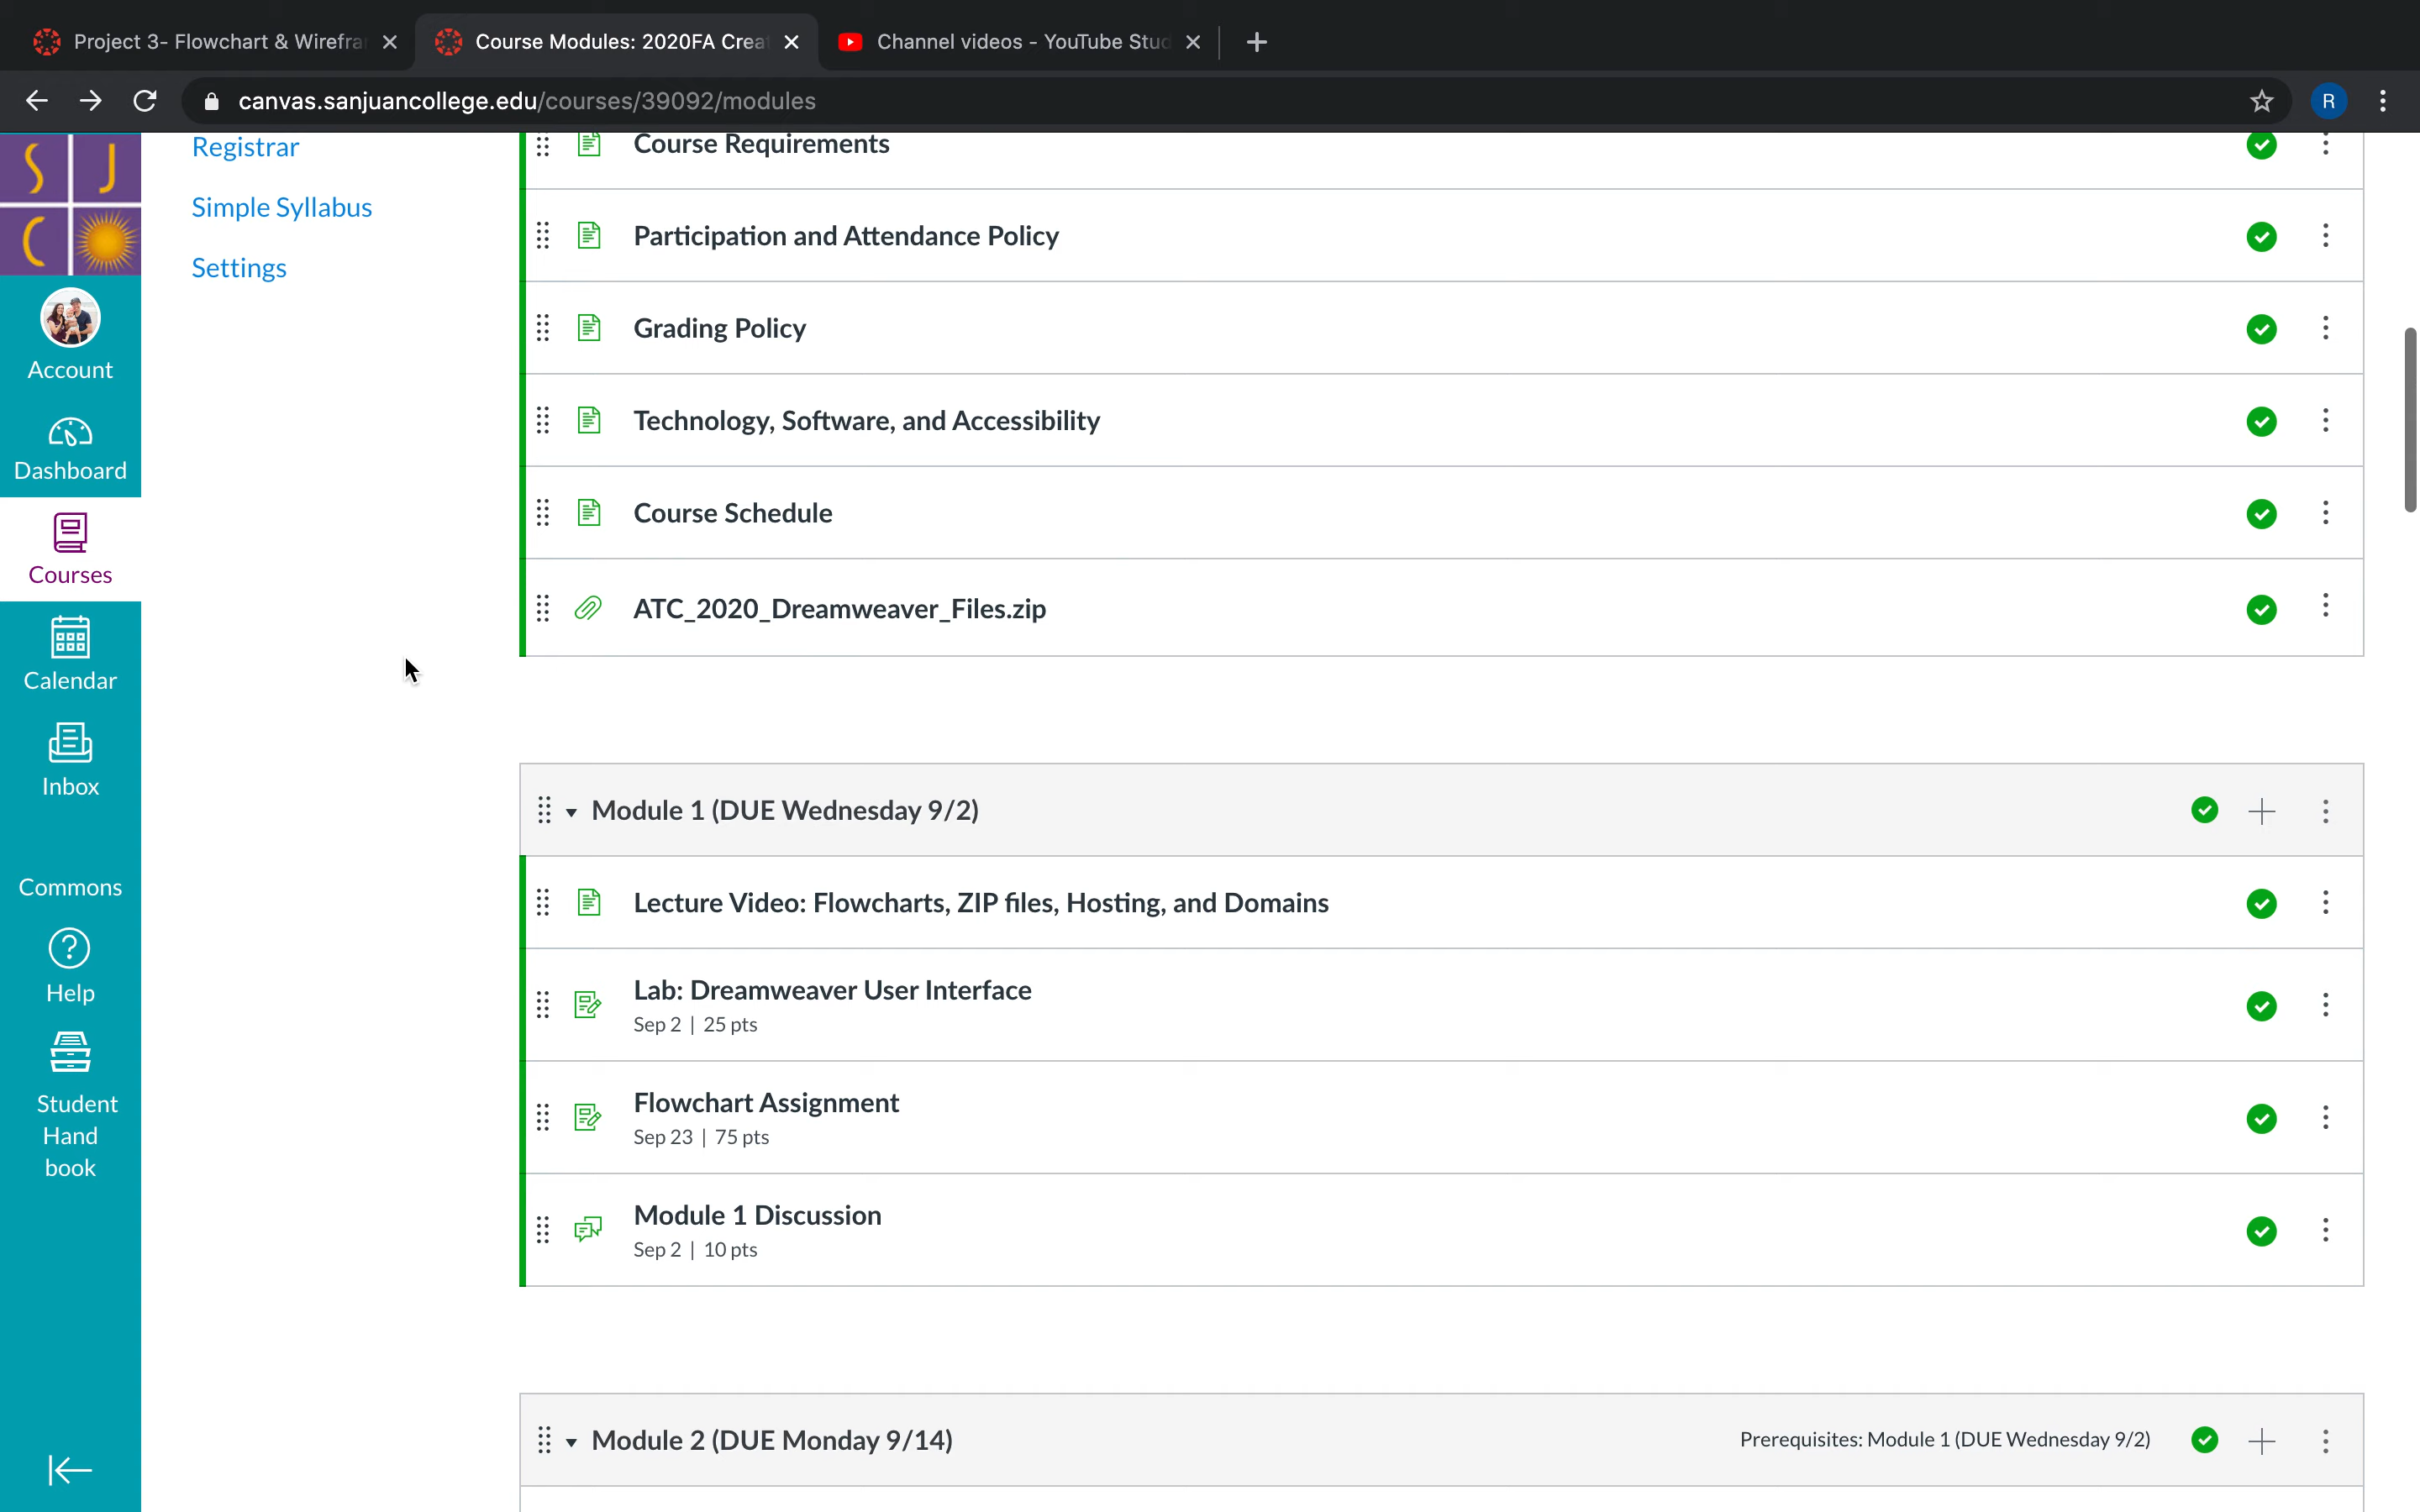 Project 3- Flowchart & Wirefra
Course Modules: 2020FA Crea
Channel videos - YouTube Stud
canvas.sanjuancollege.edu/courses/39092/modules
R
S J
C
Account
Dashboard
Courses
Calendar
Inbox
Commons
Help
Student
Hand
book
Registrar
Simple Syllabus
Settings
Course Requirements
Participation and Attendance Policy
Grading Policy
Technology, Software, and Accessibility
Course Schedule
ATC_2020_Dreamweaver_Files.zip
Module 1 (DUE Wednesday 9/2)
Lecture Video: Flowcharts, ZIP files, Hosting, and Domains
Lab: Dreamweaver User Interface
Sep 2 | 25 pts
Flowchart Assignment
Sep 23 | 75 pts
Module 1 Discussion
Sep 2 | 10 pts
Module 2 (DUE Monday 9/14)
Prerequisites: Module 1 (DUE Wednesday 9/2)